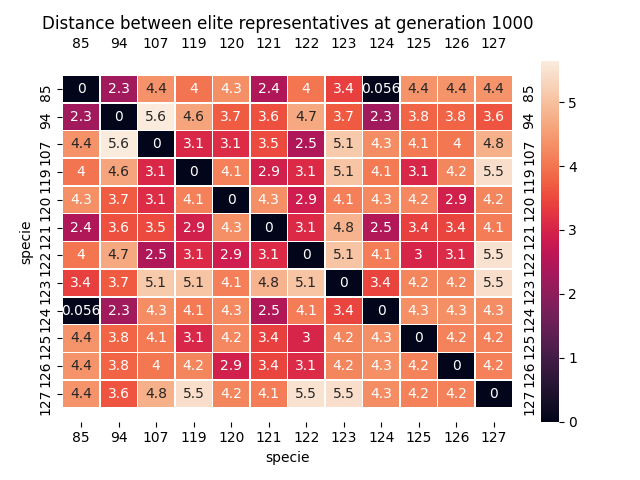 Distance between elite representatives at generation 1000
85 94 107 119 120 121 122 123 124 125 126 127
85 0 2.3 4.4 4 4.3 2.4 4 3.4 0.056 4.4 4.4 4.4 85
94 2.3 0 5.6 4.6 3.7 3.6 4.7 3.7 2.3 3.8 3.8 3.6 94
107 4.4 5.6 0 3.1 3.1 3.5 2.5 5.1 4.3 4.1 4 4.8 107
119 4 4.6 3.1 0 4.1 2.9 3.1 5.1 4.1 3.1 4.2 5.5 119
120 4.3 3.7 3.1 4.1 0 4.3 2.9 4.1 4.3 4.2 2.9 4.2 120
121 2.4 3.6 3.5 2.9 4.3 0 3.1 4.8 2.5 3.4 3.4 4.1 121
122 4 4.7 2.5 3.1 2.9 3.1 0 5.1 4.1 3 3.1 5.5 122
123 3.4 3.7 5.1 5.1 4.1 4.8 5.1 0 3.4 4.2 4.2 5.5 123
124 0.056 2.3 4.3 4.1 4.3 2.5 4.1 3.4 0 4.3 4.3 4.3 124
125 4.4 3.8 4.1 3.1 4.2 3.4 3 4.2 4.3 0 4.2 4.2 125
126 4.4 3.8 4 4.2 2.9 3.4 3.1 4.2 4.3 4.2 0 4.2 126
127 4.4 3.6 4.8 5.5 4.2 4.1 5.5 5.5 4.3 4.2 4.2 0 127
85 94 107 119 120 121 122 123 124 125 126 127
specie
specie
5
4
3
2
1
0